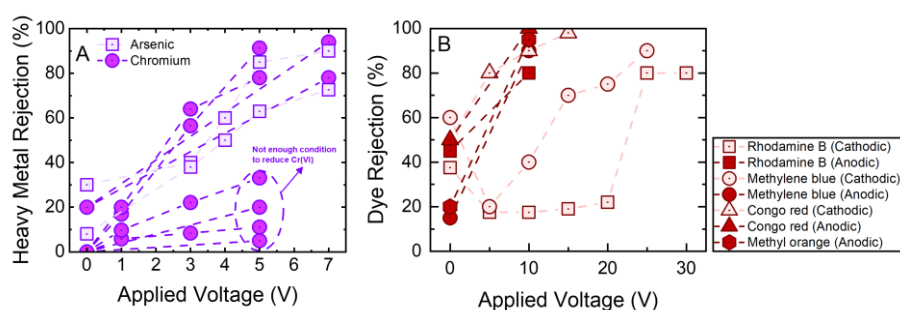 A
Arsenic
Chromium
Not enough condition
to reduce Cr(VI)
Heavy Metal Rejection (%)
100
80
60
40
20
0
0 1 2 3 4 5 6 7
Applied Voltage (V)
B
Dye Rejection (%)
100
80
60
40
20
0
0 10 20 30
Applied Voltage (V)
Rhodamine B (Cathodic)
Rhodamine B (Anodic)
Methylene blue (Cathodic)
Methylene blue (Anodic)
Congo red (Cathodic)
Congo red (Anodic)
Methyl orange (Anodic)